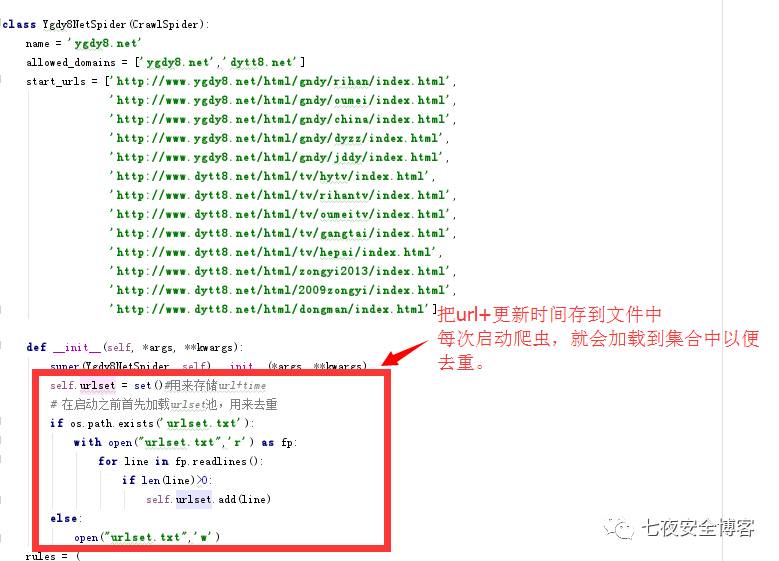 class Ygdy8NetSpider(CrawlSpider):
name = 'ygdy8.net'
allowed_domains = ['ygdy8.net','dytt8.net']
start_urls = ['http://www.ygdy8.net/html/gndy/rihan/index.html',
'http://www.ygdy8.net/html/gndy/oumei/index.html',
'http://www.ygdy8.net/html/gndy/china/index.html',
'http://www.ygdy8.net/html/gndy/dyzz/index.html',
'http://www.ygdy8.net/html/gndy/jddy/index.html',
'http://www.dytt8.net/html/tv/hytv/index.html',
'http://www.dytt8.net/html/tv/rihantv/index.html',
'http://www.dytt8.net/html/tv/oumeitv/index.html',
'http://www.dytt8.net/html/tv/gangtai/index.html',
'http://www.dytt8.net/html/tv/hepai/index.html',
'http://www.dytt8.net/html/zongyi2013/index.html',
'http://www.dytt8.net/html/2009zongyi/index.html',
'http://www.dytt8.net/html/dongman/index.html']
把url+更新时间存到文件中
每次启动爬虫，就会加载到集合中以便
去重。
def __init__(self, *args, **kwargs):
super(Ygdy8NetSpider, self).__init__(*args, **kwargs)
self.urlset = set()#用来存储url+time
# 在启动之前首先加载urlset池，用来去重
if os.path.exists('urlset.txt'):
with open("urlset.txt",'r') as fp:
for line in fp.readlines():
if len(line)>0:
self.urlset.add(line)
else:
open("urlset.txt",'w')
rules = (
七夜安全博客